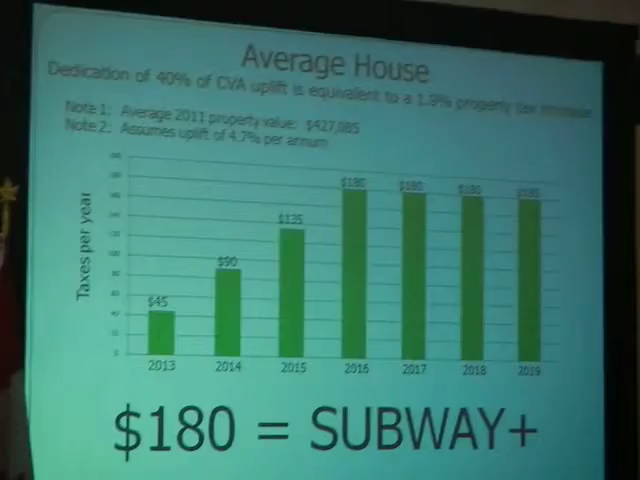 Average House
Dedication of 40% of CVA uplift is equivalent to a 1.9% property tax increase
Note 1: Average 2011 property value: $427,085
Note 2: Assumes uplift of 4.7% per annum
Taxes per year
$45
$90
$135
$180
$180
$180
$180
2013
2014
2015
2016
2017
2018
2019
$180 = SUBWAY+